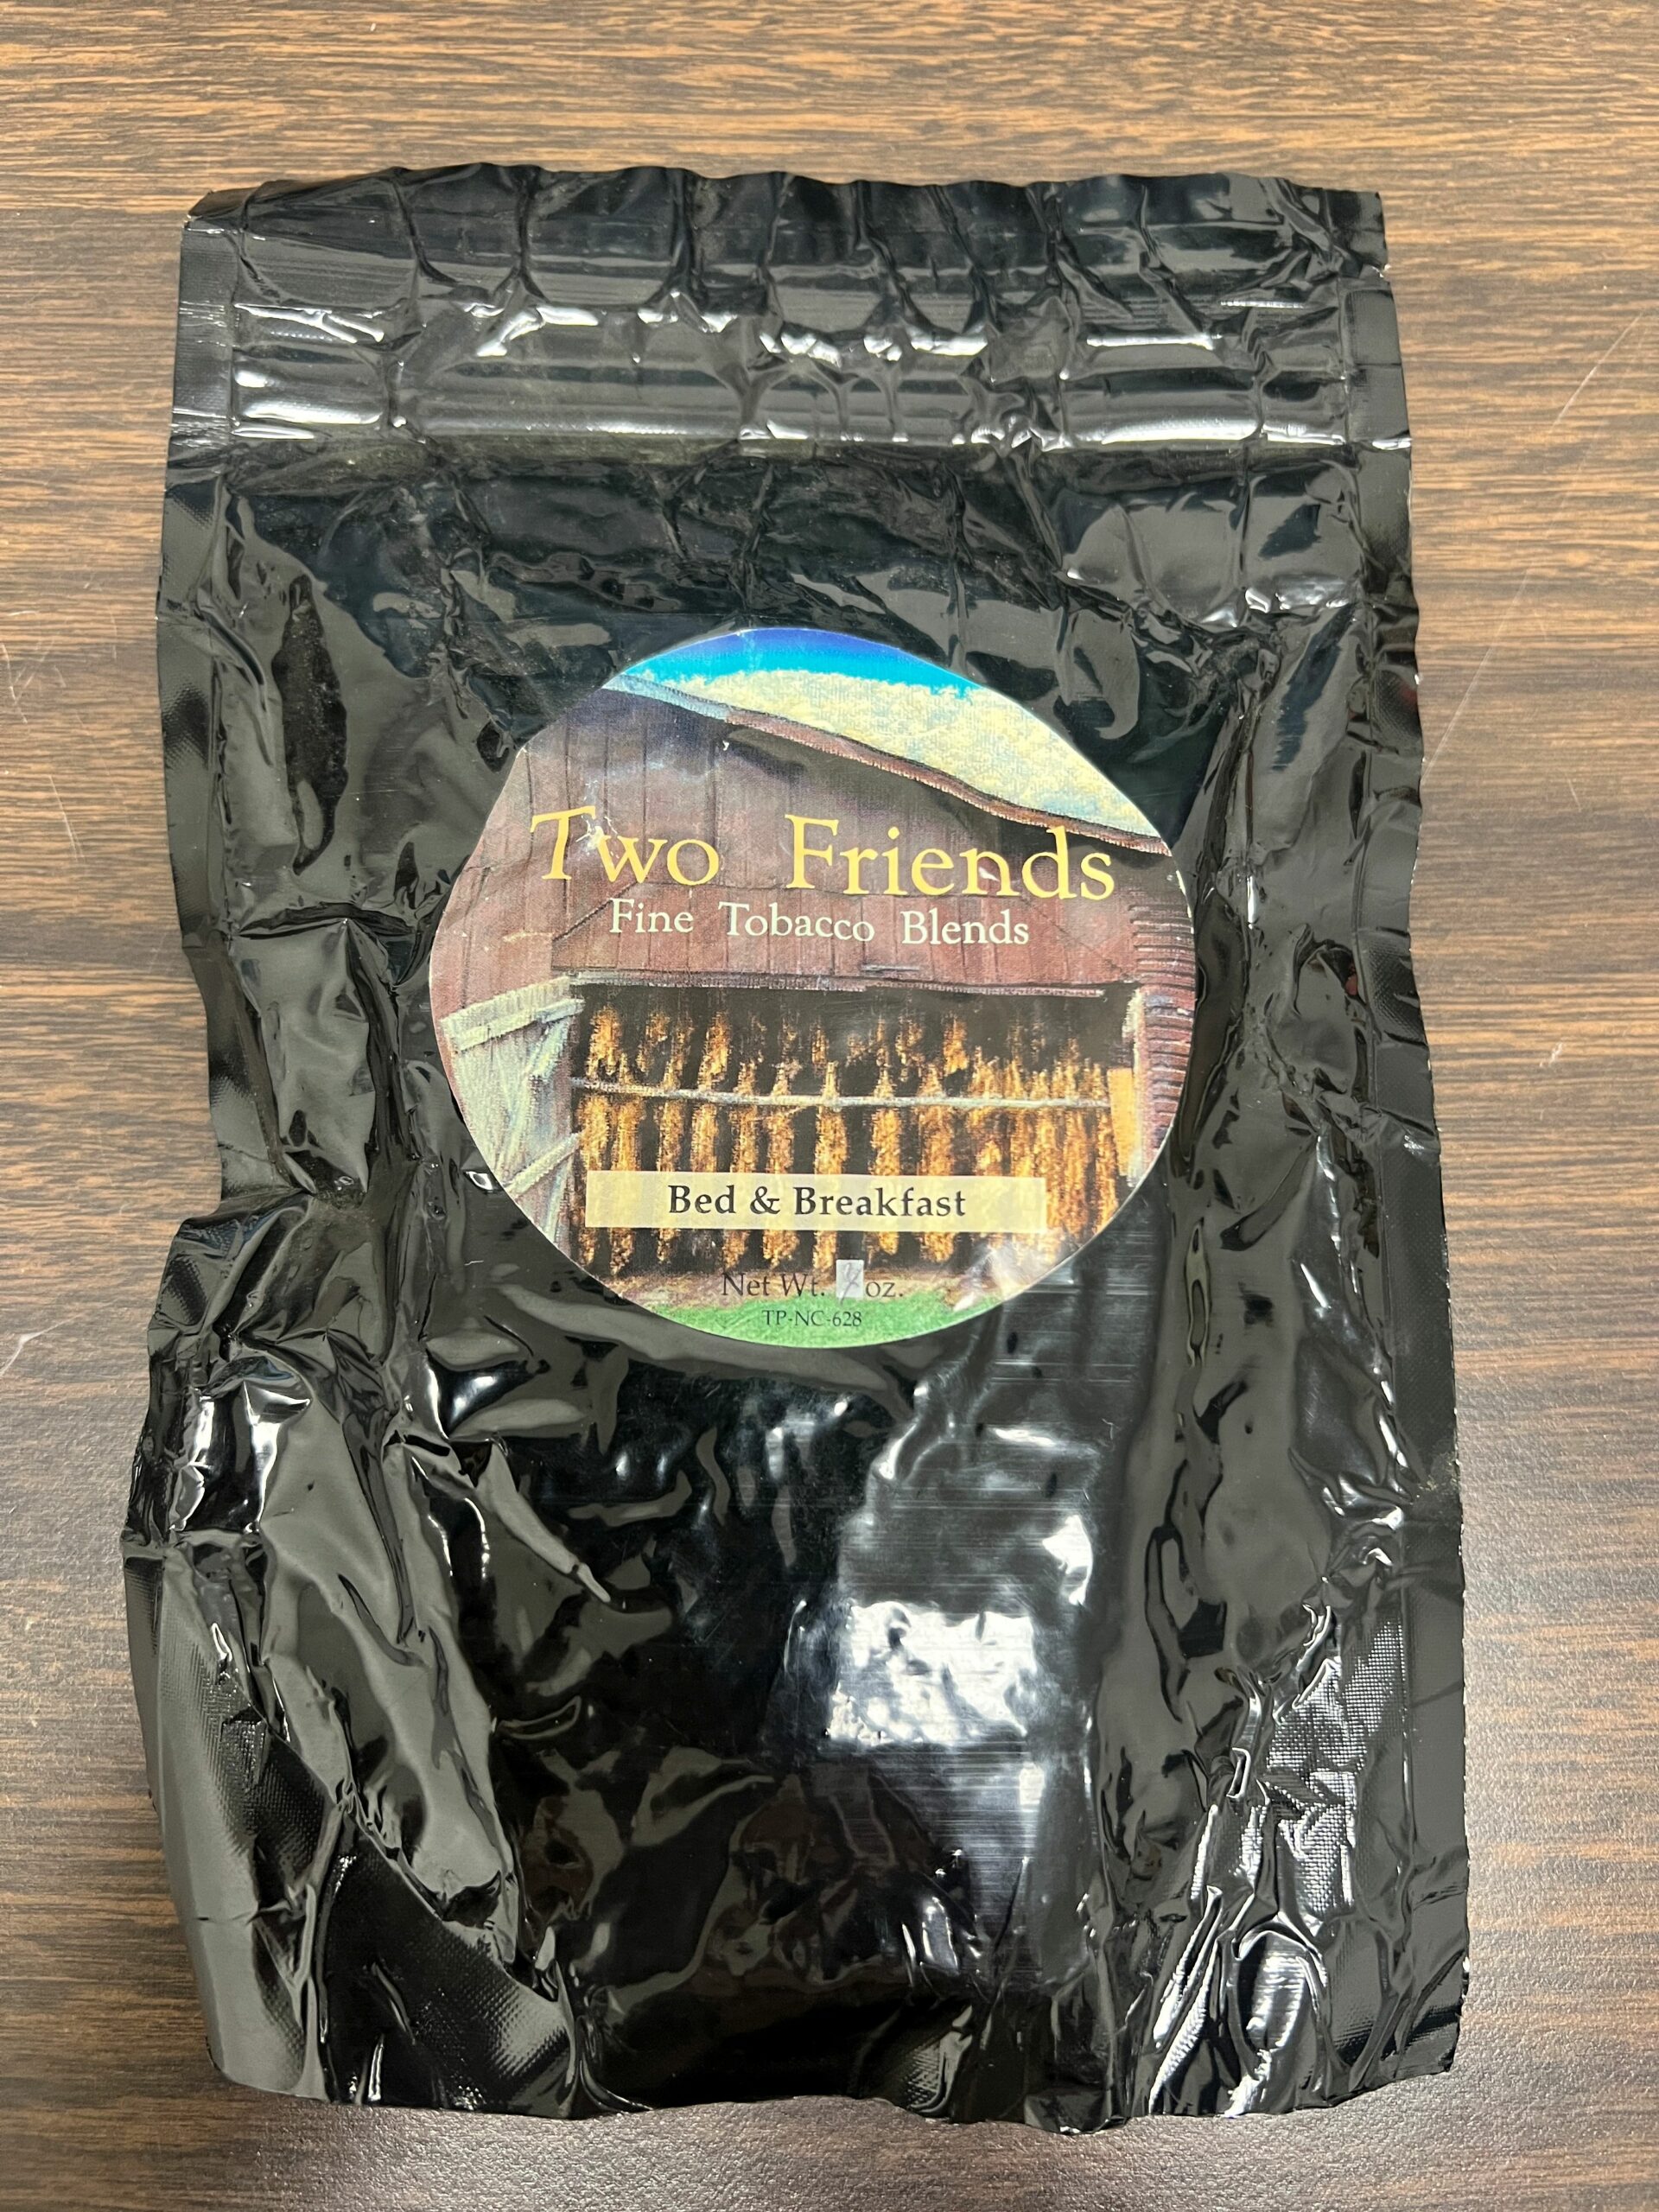 Two Friends
Fine Tobacco Blends
Bed & Breakfast
Net Wt. oz.
TP-NC-628